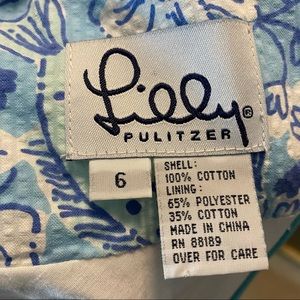 Lilly®
PULITZER
6
SHELL:
100% COTTON
LINING:
65% POLYESTER
35% COTTON
MADE IN CHINA
RN 88189
OVER FOR CARE